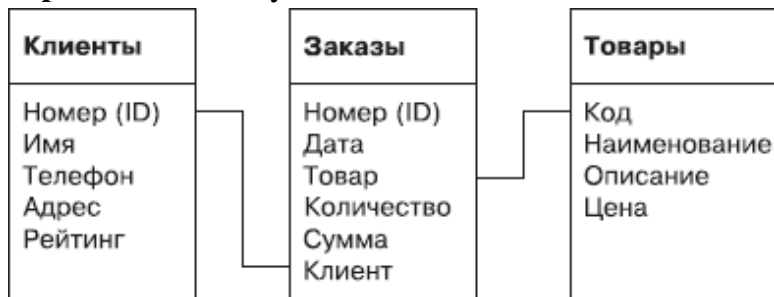 Клиенты
Номер (ID)
Имя
Телефон
Адрес
Рейтинг
Заказы
Номер (ID)
Дата
Товар
Количество
Сумма
Клиент
Товары
Код
Наименование
Описание
Цена